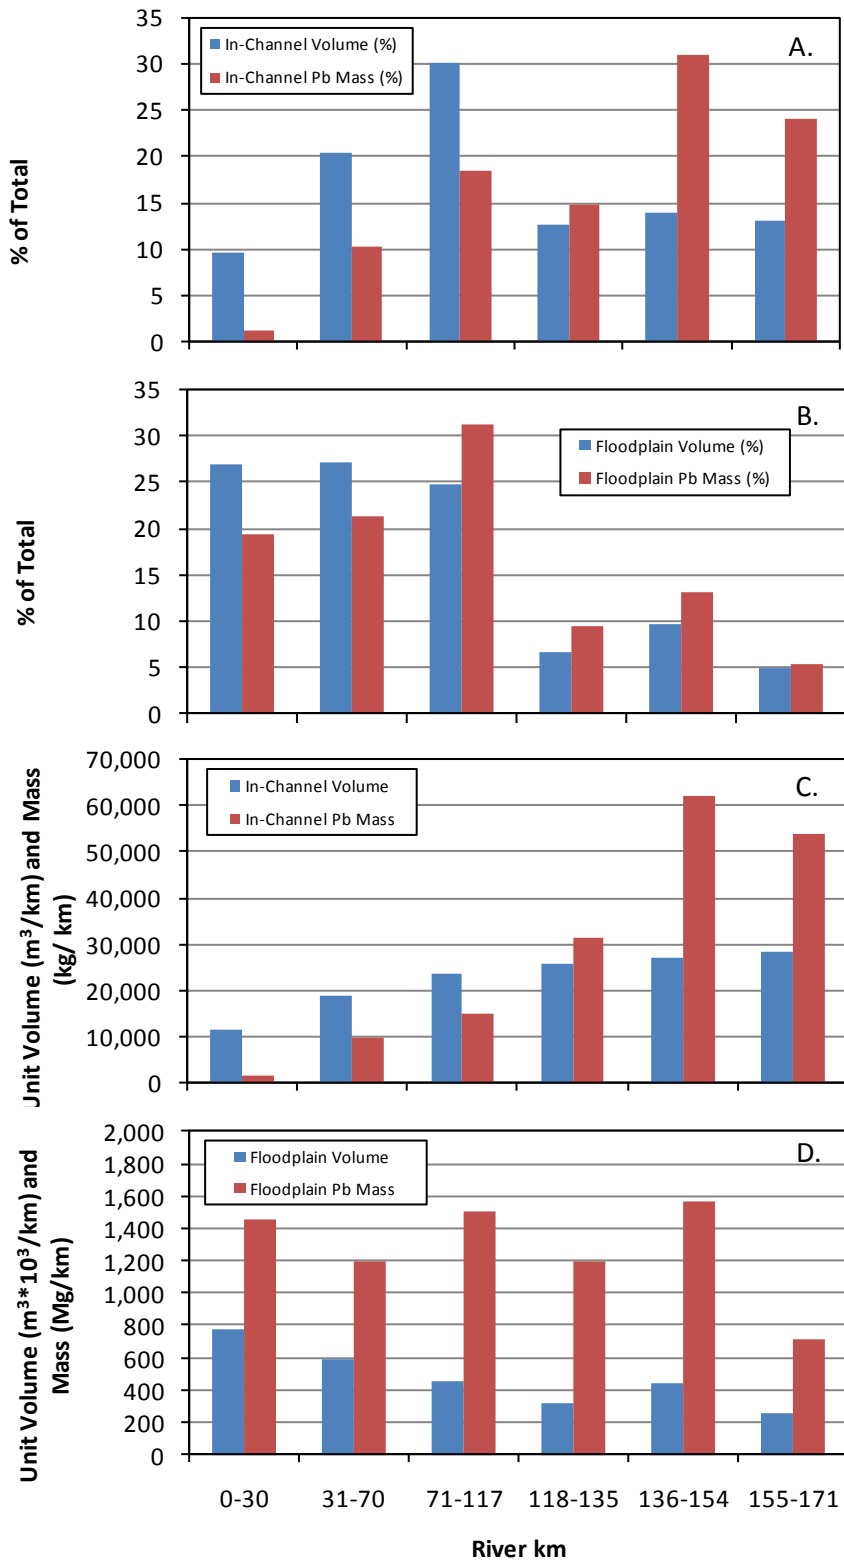 35
30
25
20
15
10
5
0
% of Total
In-Channel Volume (%)
In-Channel Pb Mass (%)
A.
35
30
25
20
15
10
5
0
% of Total
Floodplain Volume (%)
Floodplain Pb Mass (%)
B.
70,000
60,000
50,000
40,000
30,000
20,000
10,000
0
Unit Volume (m³/km) and Mass
(kg/ km)
In-Channel Volume
In-Channel Pb Mass
C.
2,000
1,800
1,600
1,400
1,200
1,000
800
600
400
200
0
Unit Volume (m³*10³/km) and
Mass (Mg/km)
Floodplain Volume
Floodplain Pb Mass
D.
0-30 31-70 71-117 118-135 136-154 155-171
River km